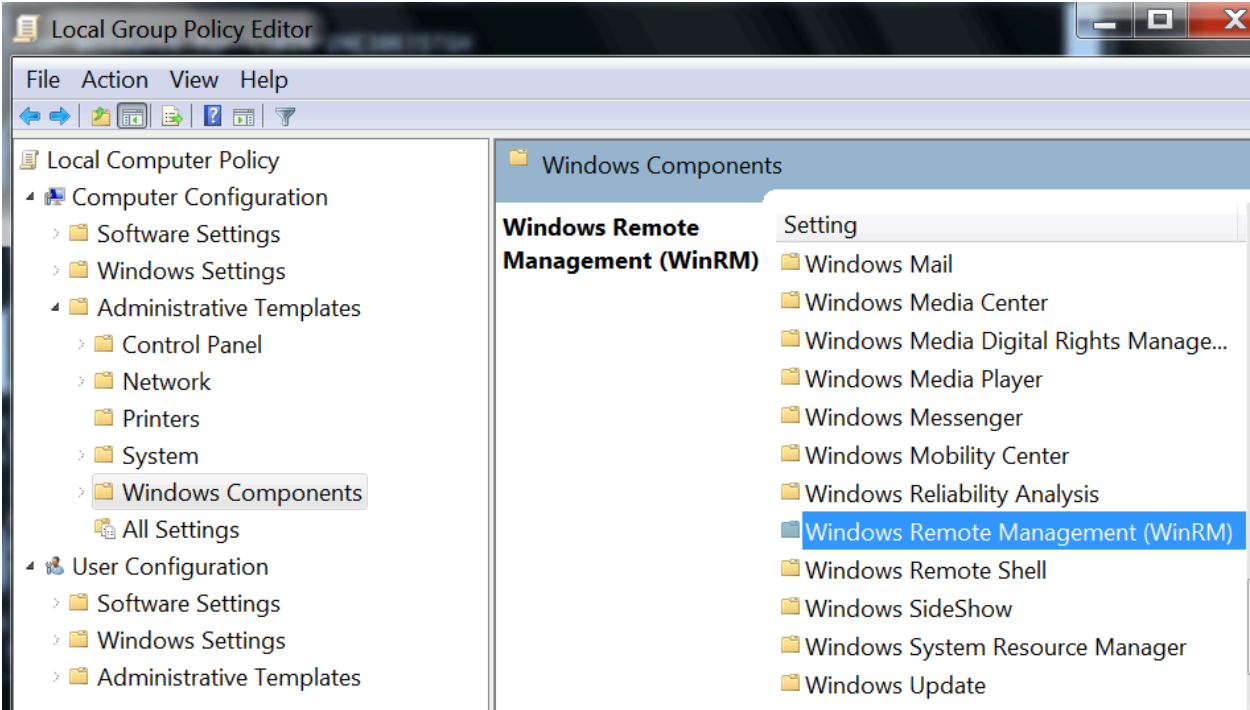 Local Group Policy Editor
File Action View Help
Local Computer Policy
Computer Configuration
Software Settings
Windows Settings
Administrative Templates
Control Panel
Network
Printers
System
Windows Components
All Settings
User Configuration
Software Settings
Windows Settings
Administrative Templates
Windows Components
Windows Remote
Management (WinRM)
Setting
Windows Mail
Windows Media Center
Windows Media Digital Rights Manage...
Windows Media Player
Windows Messenger
Windows Mobility Center
Windows Reliability Analysis
Windows Remote Management (WinRM)
Windows Remote Shell
Windows SideShow
Windows System Resource Manager
Windows Update